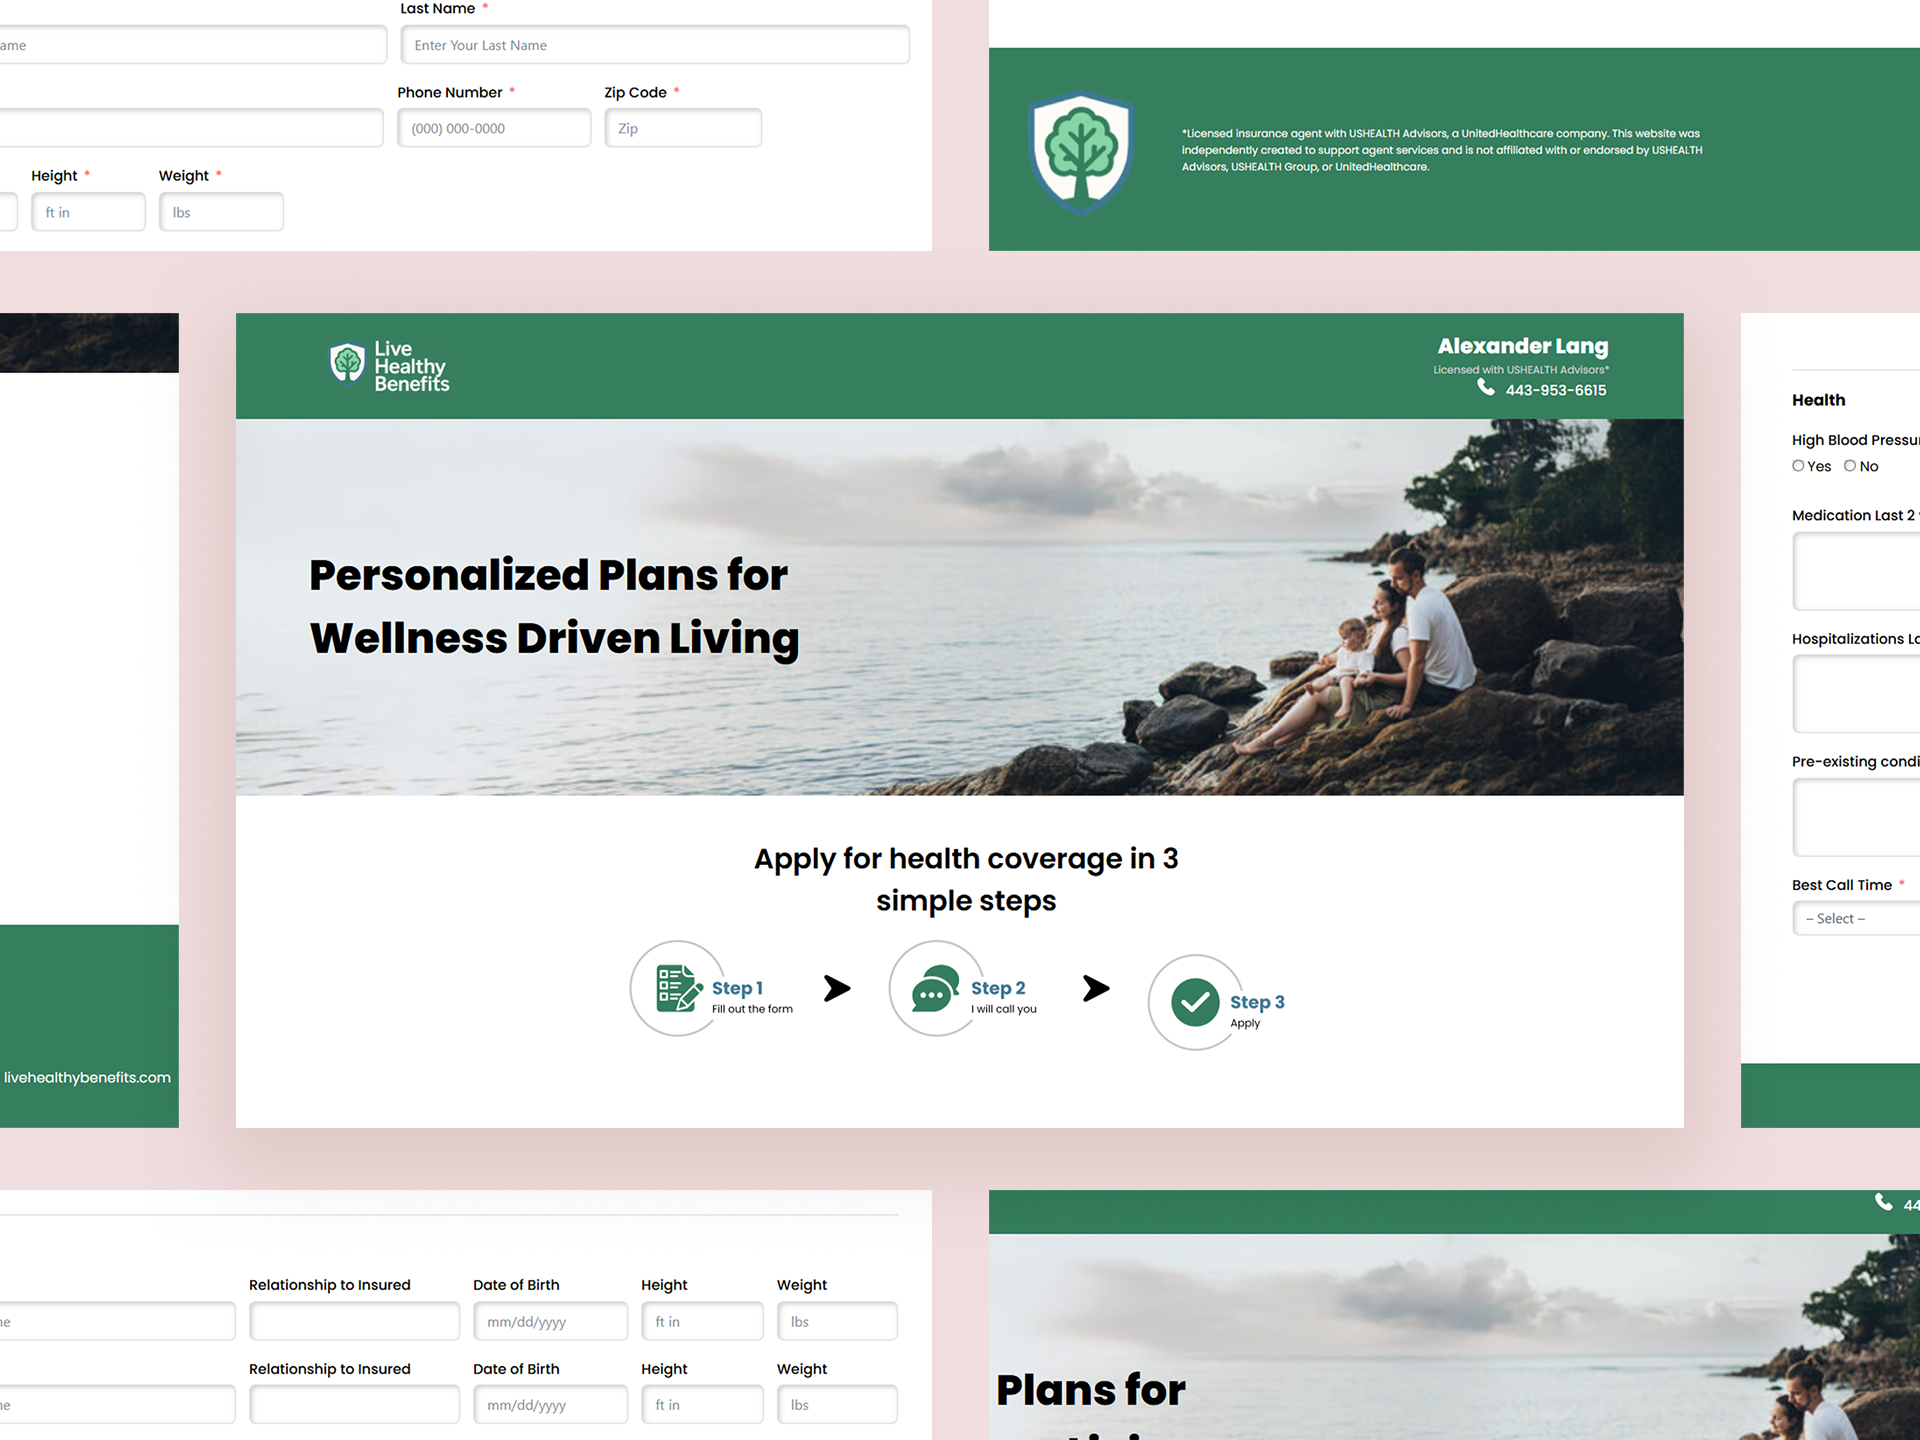 Last Name *
Enter Your Last Name
Phone Number *
Zip Code *
(000) 000-0000
Zip
Height *
Weight *
ft in
lbs
*Licensed insurance agent with USHEALTH Advisors, a UnitedHealthcare company. This website was
independently created to support agent services and is not affiliated with or endorsed by USHEALTH
Advisors, USHEALTH Group, or UnitedHealthcare.
livehealthybenefits.com
Live
Healthy
Benefits
Alexander Lang
Licensed with USHEALTH Advisors*
443-953-6615
Personalized Plans for
Wellness Driven Living
Apply for health coverage in 3
simple steps
Step 1
Fill out the form
Step 2
I will call you
Step 3
Apply
Health
High Blood
Yes No
Medication Last 2
Hospitalizations
Pre-existing
Best Call Time *
– Select –
Relationship to Insured
Date of Birth
Height
Weight
mm/dd/yyyy
ft in
lbs
Relationship to Insured
Date of Birth
Height
Weight
mm/dd/yyyy
ft in
lbs
44
Plans for